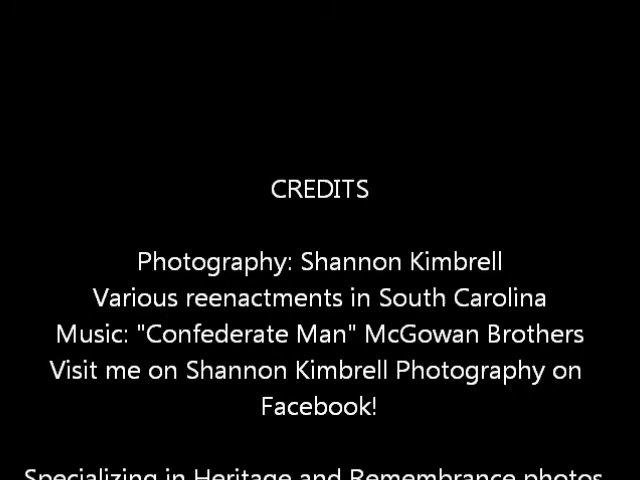 CREDITS
Photography: Shannon Kimbrell
Various reenactments in South Carolina
Music: "Confederate Man" McGowan Brothers
Visit me on Shannon Kimbrell Photography on
Facebook!
Specializing in Heritage and Remembrance photos